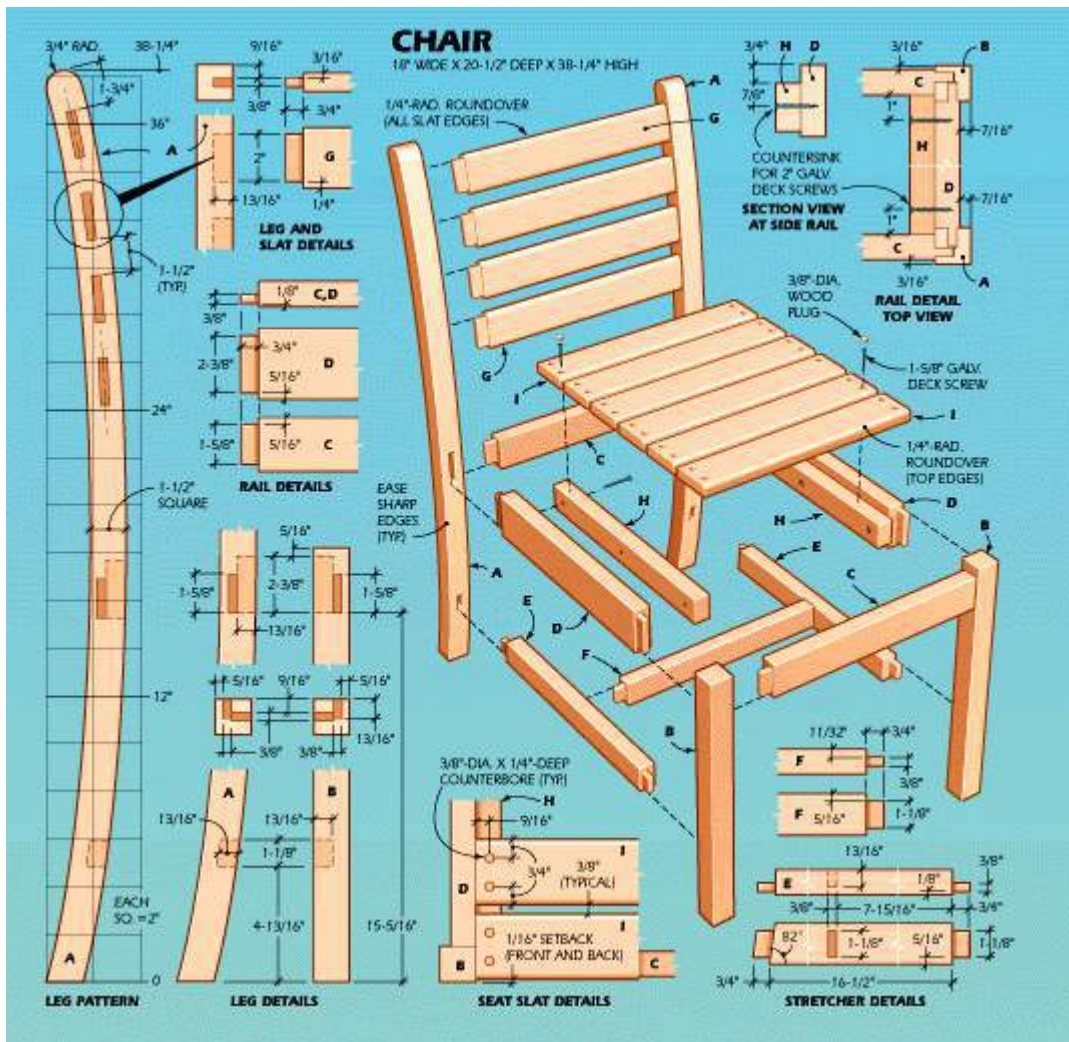 CHAIR
18" WIDE X 20-1/2" DEEP X 38-1/4" HIGH
3/4" RAD.
38-1/4"
1-3/4"
36"
A
1-1/2"
(TYP.)
24"
1-1/2"
SQUARE
12"
EACH
SQ. = 2"
A
0
LEG PATTERN
9/16"
3/16"
3/8"
3/4"
2"
G
13/16"
1/4"
LEG AND
SLAT DETAILS
1/8"
C,D
3/8"
3/4"
2-3/8"
D
5/16"
1-5/8"
5/16"
C
RAIL DETAILS
5/16"
2-3/8"
1-5/8"
1-5/8"
13/16"
5/16"
9/16"
5/16"
13/16"
3/8"
3/8"
A
B
13/16"
13/16"
1-1/8"
4-13/16"
15-5/16"
LEG DETAILS
1/4"-RAD. ROUNDOVER
(ALL SLAT EDGES)
A
G
G
I
C
EASE
SHARP
EDGES
(TYP.)
A
H
E
D
F
B
3/8"-DIA.
WOOD
PLUG
1-5/8" GALV.
DECK SCREW
I
1/4"-RAD.
ROUNDOVER
(TOP EDGES)
D
H
E
B
C
3/4"
H
D
7/8"
COUNTERSINK
FOR 2" GALV.
DECK SCREWS
SECTION VIEW
AT SIDE RAIL
3/16"
B
C
1"
7/16"
H
D
7/16"
1"
C
3/16"
A
RAIL DETAIL
TOP VIEW
3/8"-DIA. X 1/4"-DEEP
COUNTERBORE (TYP.)
H
9/16"
I
3/4"
3/8"
(TYPICAL)
D
I
1/16" SETBACK
(FRONT AND BACK)
B
C
SEAT SLAT DETAILS
11/32"
3/4"
F
3/8"
F
5/16"
1-1/8"
13/16"
3/8"
E
1/8"
3/8"
7-15/16"
3/4"
82°
1-1/8"
5/16"
1-1/8"
3/4"
16-1/2"
STRETCHER DETAILS